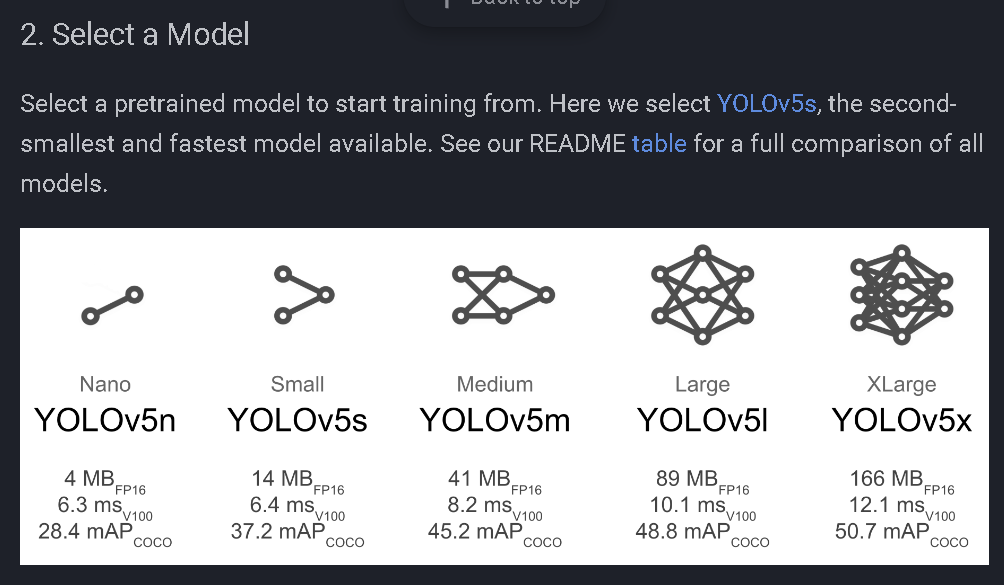 Back to top
2. Select a Model
Select a pretrained model to start training from. Here we select YOLOv5s, the second-
smallest and fastest model available. See our README table for a full comparison of all
models.
Nano Small Medium Large XLarge
YOLOv5n YOLOv5s YOLOv5m YOLOv5l YOLOv5x
4 MB FP16 14 MB FP16 41 MB FP16 89 MB FP16 166 MB FP16
6.3 ms V100 6.4 ms V100 8.2 ms V100 10.1 ms V100 12.1 ms V100
28.4 mAP COCO 37.2 mAP COCO 45.2 mAP COCO 48.8 mAP COCO 50.7 mAP COCO